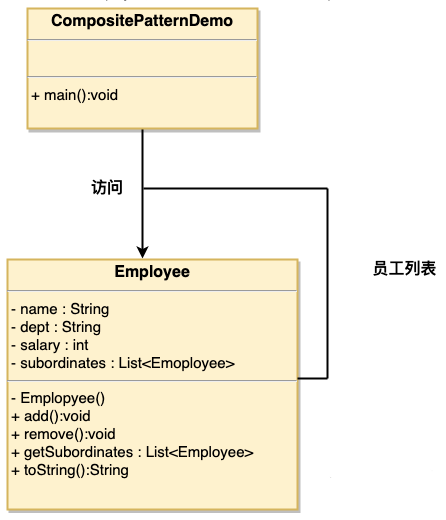 CompositePatternDemo
+ main():void
访问
员工列表
Employee
- name : String
- dept : String
- salary : int
- subordinates : List<Emoployee>
- Emplopyee()
+ add():void
+ remove():void
+ getSubordinates : List<Employee>
+ toString():String